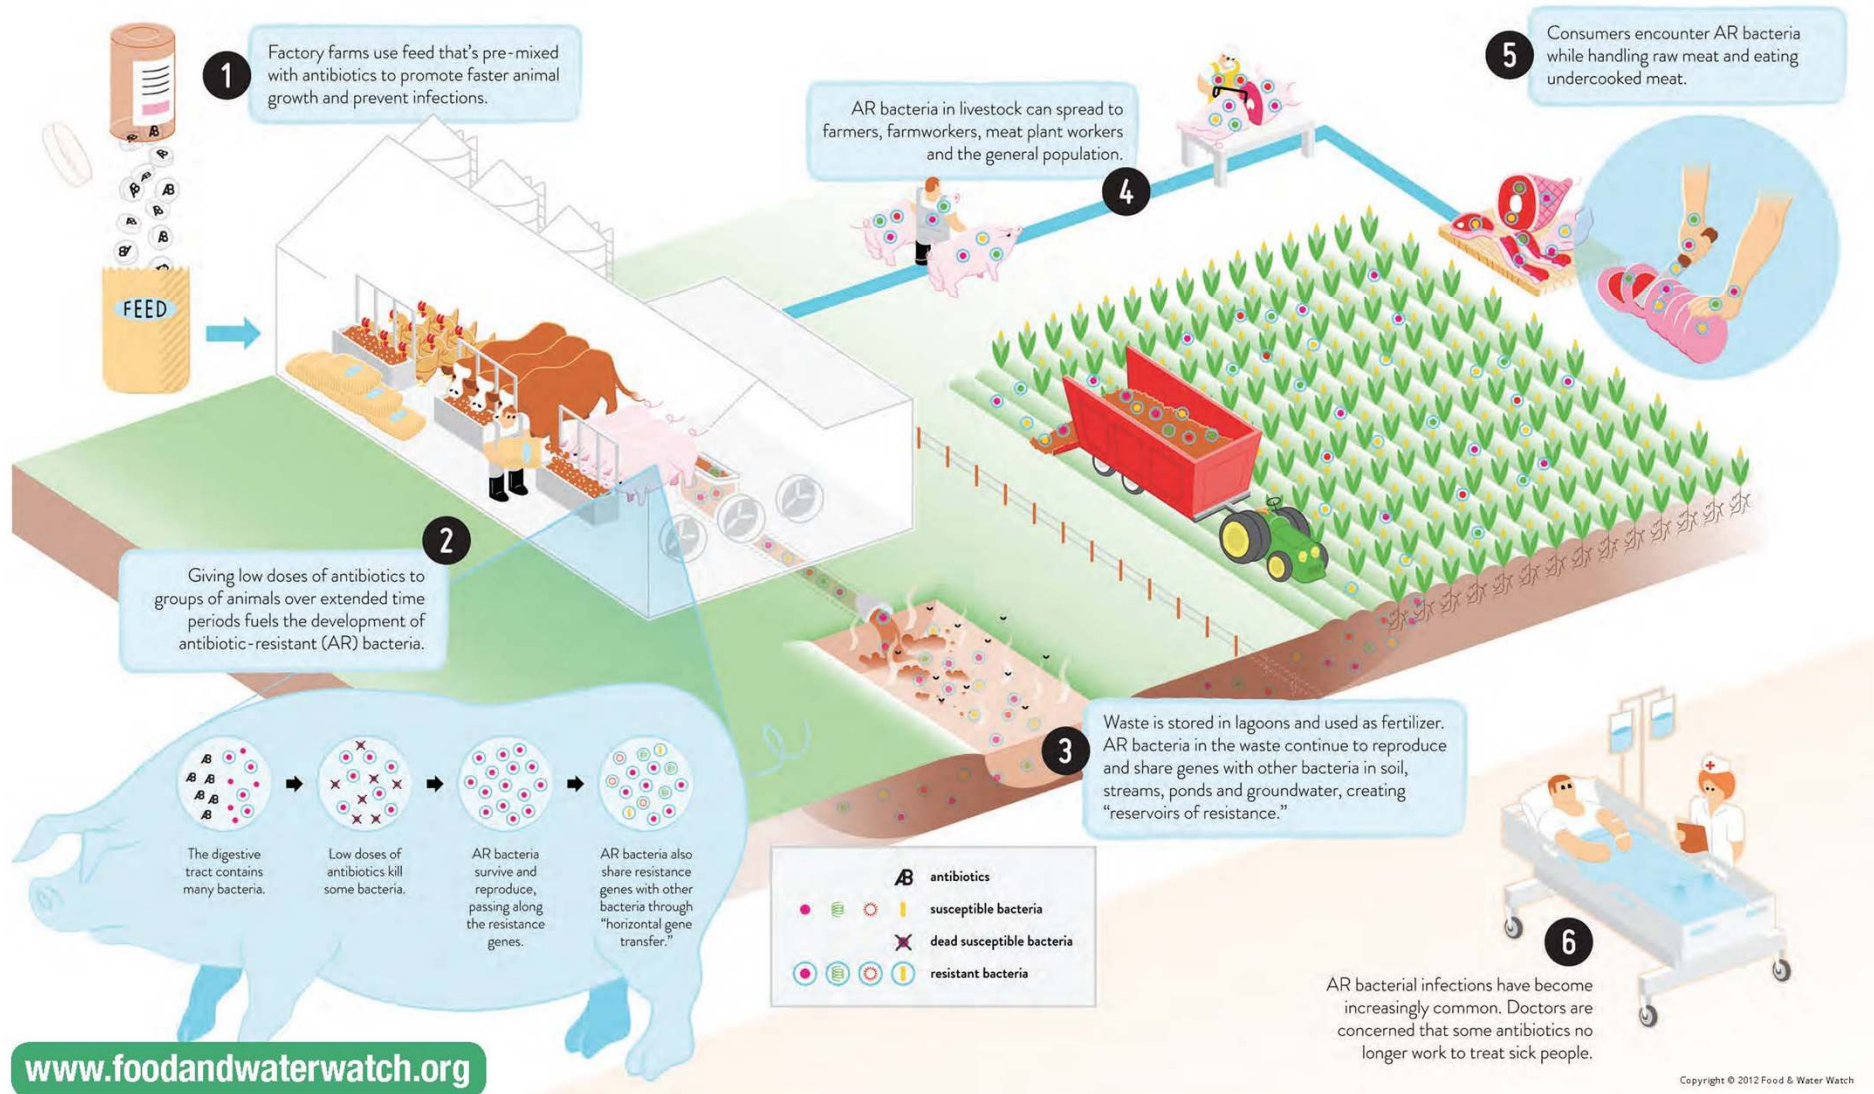 1
Factory farms use feed that's pre-mixed
with antibiotics to promote faster animal
growth and prevent infections.
FEED
2
Giving low doses of antibiotics to
groups of animals over extended time
periods fuels the development of
antibiotic-resistant (AR) bacteria.
The digestive
tract contains
many bacteria.
Low doses of
antibiotics kill
some bacteria.
AR bacteria
survive and
reproduce,
passing along
the resistance
genes.
AR bacteria also
share resistance
genes with other
bacteria through
"horizontal gene
transfer."
3
Waste is stored in lagoons and used as fertilizer.
AR bacteria in the waste continue to reproduce
and share genes with other bacteria in soil,
streams, ponds and groundwater, creating
"reservoirs of resistance."
AB antibiotics
susceptible bacteria
dead susceptible bacteria
resistant bacteria
AR bacteria in livestock can spread to
farmers, farmworkers, meat plant workers
and the general population.
4
5
Consumers encounter AR bacteria
while handling raw meat and eating
undercooked meat.
6
AR bacterial infections have become
increasingly common. Doctors are
concerned that some antibiotics no
longer work to treat sick people.
www.foodandwaterwatch.org
Copyright © 2012 Food & Water Watch